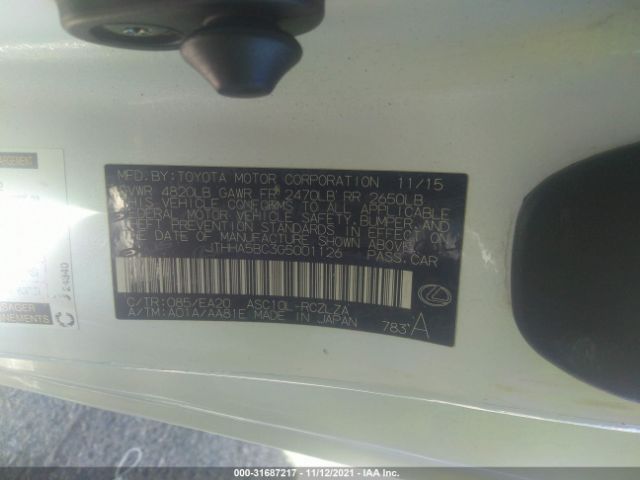 MFD.BY:TOYOTA MOTOR CORPORATION 11/15
GVWR 4820LB GAWR FR 2470LB RR 2650LB
THIS VEHICLE CONFORMS TO ALL APPLICABLE
FEDERAL MOTOR VEHICLE SAFETY, BUMPER, AND
THEFT PREVENTION STANDARDS IN EFFECT ON
THE DATE OF MANUFACTURE SHOWN ABOVE.
JTHHA5BC3G5001126 PASS.CAR
C/TR:085/EA20 ASC10L-RCZLZA
A/TM:A01A/AA81E MADE IN JAPAN 783 A
24840
000-31687217 - 11/12/2021 - IAA Inc.